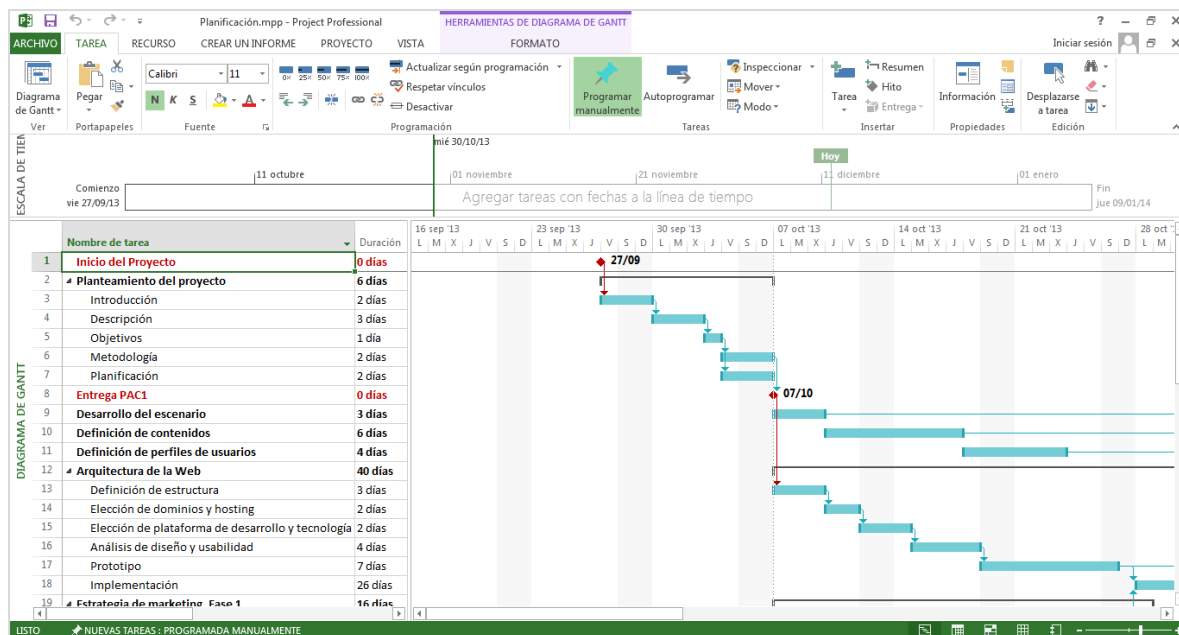 Planificación.mpp - Project Professional
HERRAMIENTAS DE DIAGRAMA DE GANTT
ARCHIVO TAREA RECURSO CREAR UN INFORME PROYECTO VISTA FORMATO Iniciar sesión
Diagrama de Gantt
Ver
Pegar
Portapapeles
Calibri 11
N K S A
Fuente
0x 25x 50x 75x 100x
Actualizar según programación
Respetar vínculos
Desactivar
Programación
Programar manualmente
Autoprogramar
Inspeccionar
Mover
Modo
Tareas
Tarea
Resumen
Hito
Entrega
Insertar
Información
Propiedades
Desplazarse a tarea
Edición
ESCALA DE TIEM
mié 30/10/13
Hoy
11 octubre 01 noviembre 21 noviembre 11 diciembre 01 enero
Comienzo
vie 27/09/13
Agregar tareas con fechas a la línea de tiempo
Fin
jue 09/01/14
DIAGRAMA DE GANTT
Nombre de tarea Duración
16 sep '13 23 sep '13 30 sep '13 07 oct '13 14 oct '13 21 oct '13 28 oct '1
L M X J V S D L M X J V S D L M X J V S D L M X J V S D L M X J V S D L M X J V S D L M
1 Inicio del Proyecto 0 días 27/09
2 Planteamiento del proyecto 6 días
3 Introducción 2 días
4 Descripción 3 días
5 Objetivos 1 día
6 Metodología 2 días
7 Planificación 2 días
8 Entrega PAC1 0 días 07/10
9 Desarrollo del escenario 3 días
10 Definición de contenidos 6 días
11 Definición de perfiles de usuarios 4 días
12 Arquitectura de la Web 40 días
13 Definición de estructura 3 días
14 Elección de dominios y hosting 2 días
15 Elección de plataforma de desarrollo y tecnología 2 días
16 Análisis de diseño y usabilidad 4 días
17 Prototipo 7 días
18 Implementación 26 días
19 Estrategia de marketing. Fase 1 16 días
LISTO NUEVAS TAREAS : PROGRAMADA MANUALMENTE